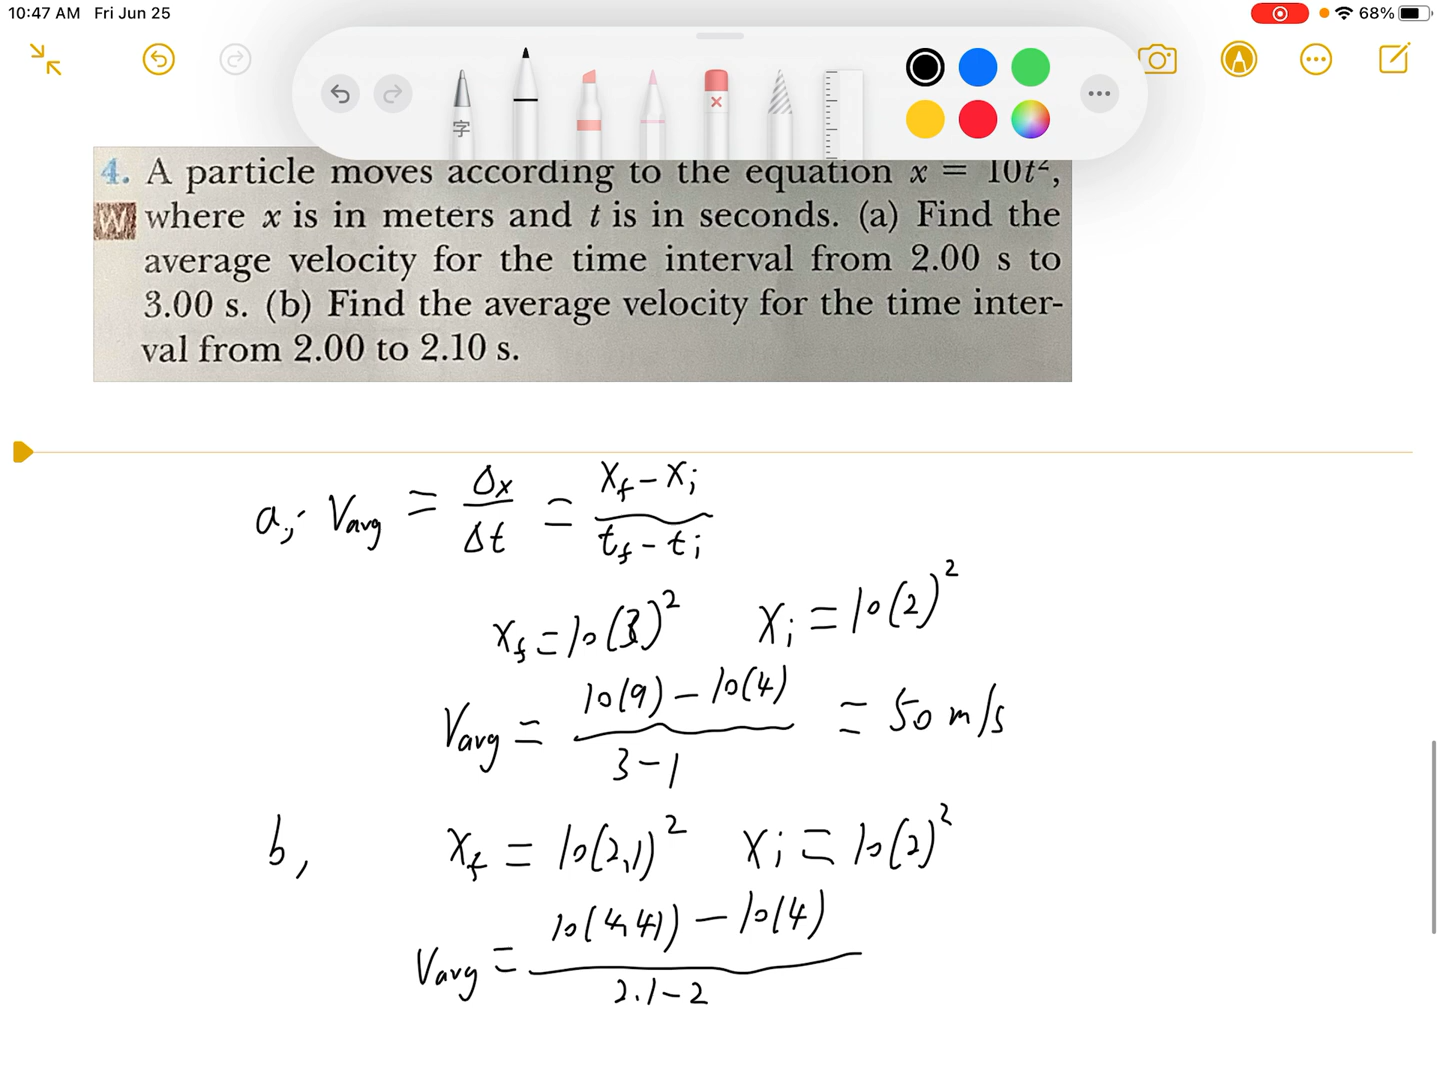 10:47 AM Fri Jun 25
68%
字
4. A particle moves according to the equation x = 10t²,
W where x is in meters and t is in seconds. (a) Find the
average velocity for the time interval from 2.00 s to
3.00 s. (b) Find the average velocity for the time inter-
val from 2.00 to 2.10 s.
a, Vavg = Δx/Δt = (xf - xi)/(tf - ti)
xf = 10(3)² xi = 10(2)²
Vavg = (10(9) - 10(4))/(3 - 1) = 50 m/s
b, xf = 10(2,1)² xi = 10(2)²
Vavg = (10(4,41) - 10(4))/(2.1 - 2)